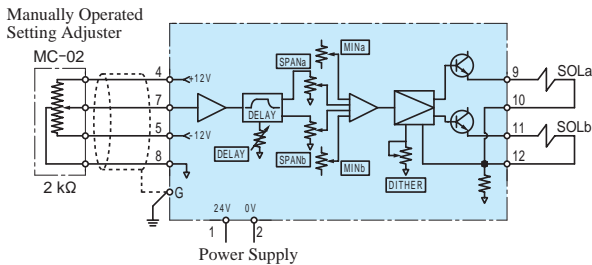 Manually Operated
Setting Adjuster
MC-02
2 kΩ
4
7
5
8
G
+12V
-12V
DELAY
DELAY
SPANa
SPANb
MINa
MINb
DITHER
9
SOLa
10
11
SOLb
12
24V 0V
1 2
Power Supply